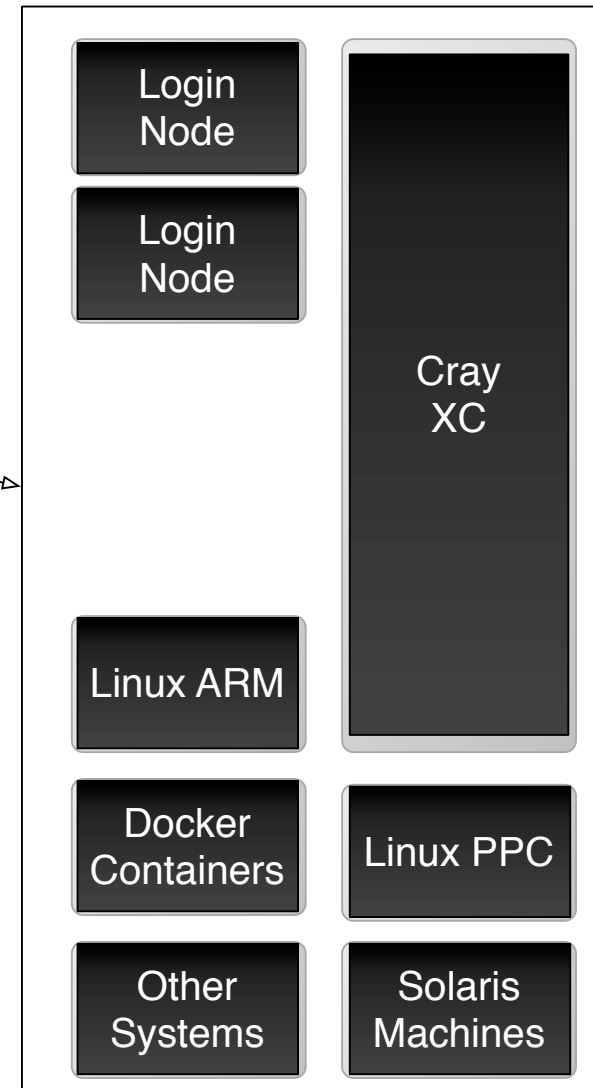 Login
Node
Login
Node
Cray
XC
Linux ARM
Docker
Containers
Linux PPC
Other
Systems
Solaris
Machines